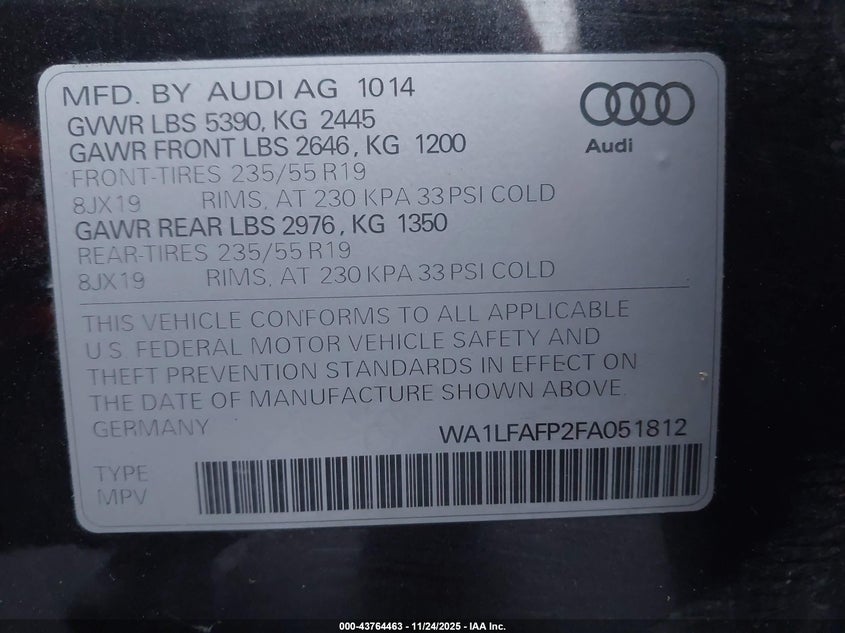 MFD. BY AUDI AG 1014
GVWR LBS 5390, KG 2445
GAWR FRONT LBS 2646, KG 1200
FRONT-TIRES 235/55 R19
8JX19 RIMS, AT 230 KPA 33 PSI COLD
GAWR REAR LBS 2976, KG 1350
REAR-TIRES 235/55 R19
8JX19 RIMS, AT 230 KPA 33 PSI COLD
Audi
THIS VEHICLE CONFORMS TO ALL APPLICABLE
U.S. FEDERAL MOTOR VEHICLE SAFETY AND
THEFT PREVENTION STANDARDS IN EFFECT ON
THE DATE OF MANUFACTURE SHOWN ABOVE.
GERMANY WA1LFAFP2FA051812
TYPE
MPV
000-43764463 - 11/24/2025 - IAA Inc.